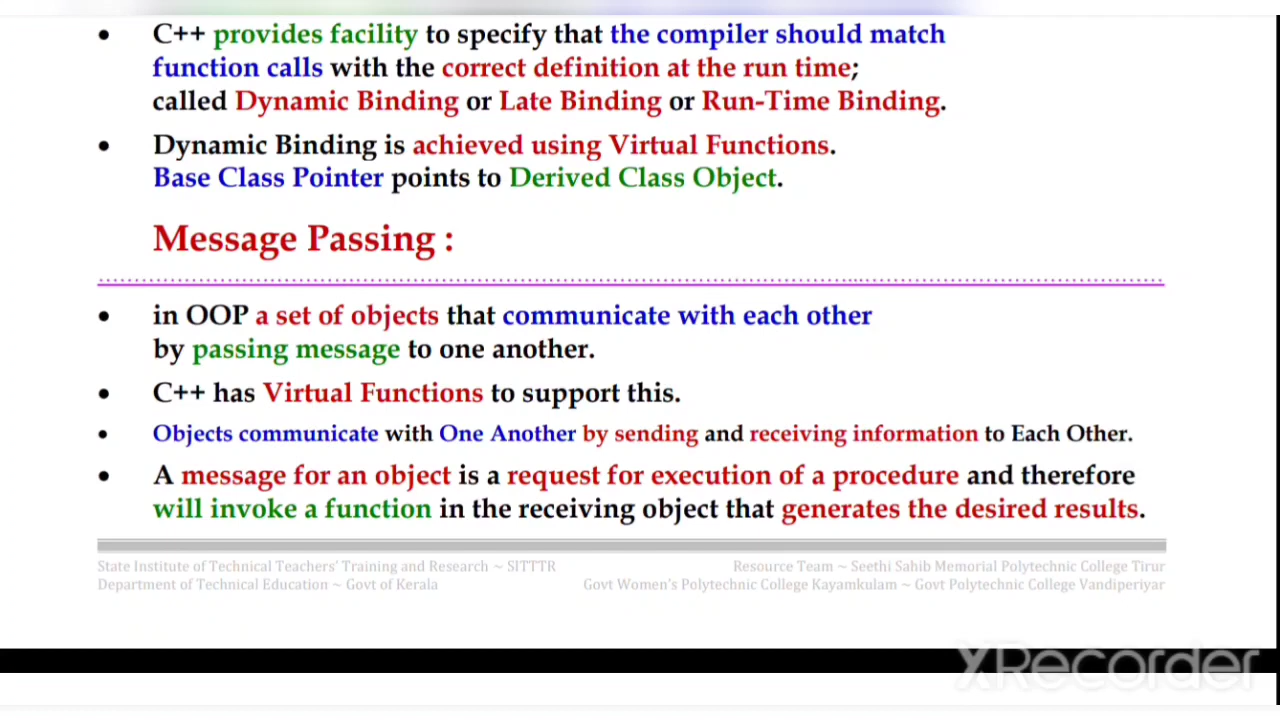 • C++ provides facility to specify that the compiler should match
function calls with the correct definition at the run time;
called Dynamic Binding or Late Binding or Run-Time Binding.
• Dynamic Binding is achieved using Virtual Functions.
Base Class Pointer points to Derived Class Object.
Message Passing :
• in OOP a set of objects that communicate with each other
by passing message to one another.
• C++ has Virtual Functions to support this.
• Objects communicate with One Another by sending and receiving information to Each Other.
• A message for an object is a request for execution of a procedure and therefore
will invoke a function in the receiving object that generates the desired results.
State Institute of Technical Teachers' Training and Research ~ SITTTR
Department of Technical Education ~ Govt of Kerala
Resource Team ~ Seethi Sahib Memorial Polytechnic College Tirur
Govt Women's Polytechnic College Kayamkulam ~ Govt Polytechnic College Vandiperiyar
XRecorder